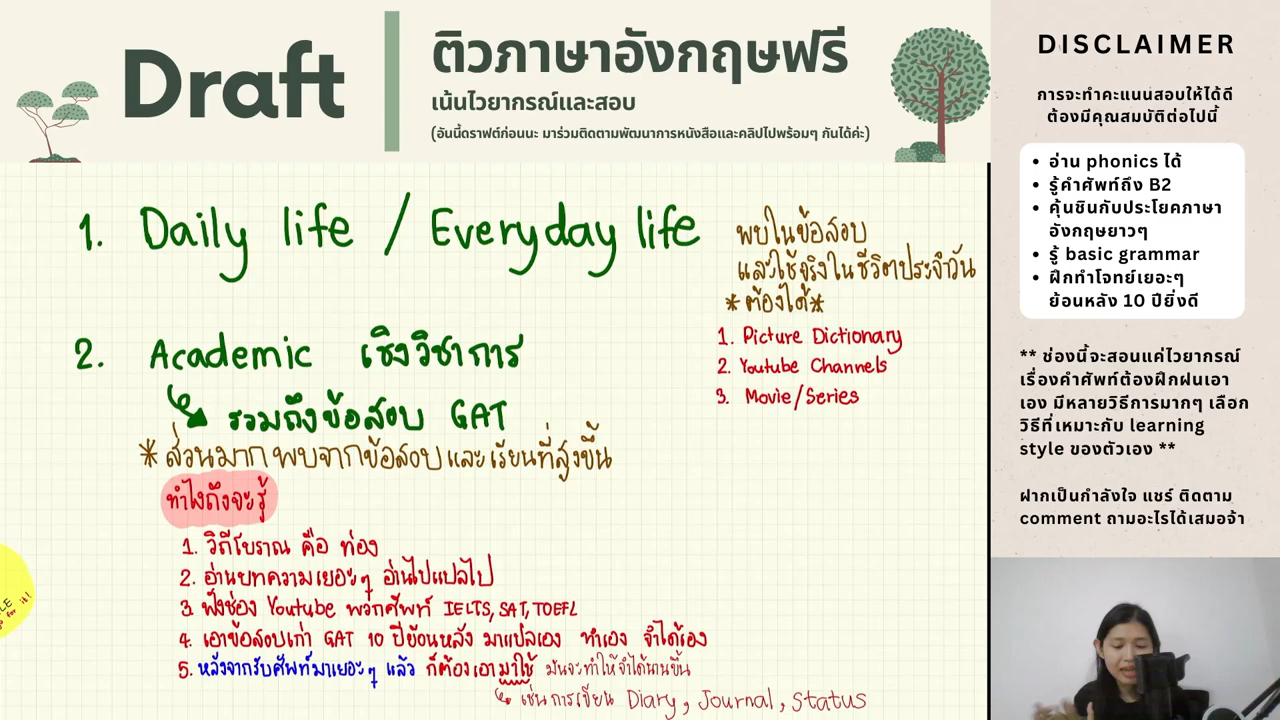 Draft
ติวภาษาอังกฤษฟรี
เน้นไวยากรณ์และสอบ
(อันนี้ดราฟต์ก่อนนะ มาร่วมติดตามพัฒนาการหนังสือและคลิปไปพร้อมๆ กันได้ค่ะ)
1. Daily life / Everyday life
พบในข้อสอบ
และใช้จริงในชีวิตประจำวัน
*ต้องได้*
1. Picture Dictionary
2. Youtube Channels
3. Movie/Series
2. Academic เชิงวิชาการ
รวมถึงข้อสอบ GAT
*ส่วนมากพบจากข้อสอบและเรียนที่สูงขึ้น
ทำไงถึงจะรู้
1. วิถีโบราณ คือ ท่อง
2. อ่านบทความเยอะๆ อ่านไปแปลไป
3. ฟังช่อง Youtube พวกศัพท์ IELTS, SAT, TOEFL
4. เอาข้อสอบเก่า GAT 10 ปีย้อนหลัง มาแปลเอง ทำเอง จำได้เอง
5. หลังจากรับศัพท์มาเยอะๆ แล้ว ก็ต้องเอามาใช้ มันจะทำให้จำได้นานขึ้น
เช่น การเขียน Diary, Journal, Status
DISCLAIMER
การจะทำคะแนนสอบให้ได้ดี
ต้องมีคุณสมบัติต่อไปนี้
• อ่าน phonics ได้
• รู้คำศัพท์ถึง B2
• คุ้นชินกับประโยคภาษา
อังกฤษยาวๆ
• รู้ basic grammar
• ฝึกทำโจทย์เยอะๆ
ย้อนหลัง 10 ปียิ่งดี
** ช่องนี้จะสอนแค่ไวยากรณ์
เรื่องคำศัพท์ต้องฝึกฝนเอา
เอง มีหลายวิธีการมากๆ เลือก
วิธีที่เหมาะกับ learning
style ของตัวเอง **
ฝากเป็นกำลังใจ แชร์ ติดตาม
comment ถามอะไรได้เสมอจ้า